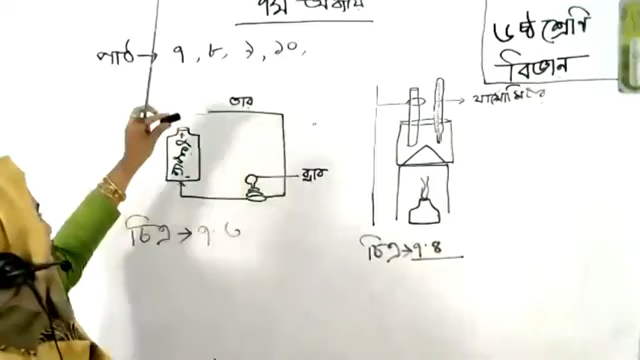 ৭ম অধ্যায়
৬ষ্ঠ শ্রেণি
বিজ্ঞান
পাঠ → ৭, ৮, ৯, ১০,
তার
থার্মোমিটার
বাল্ব
চিত্র → ৭.৩
চিত্র → ৭.৪